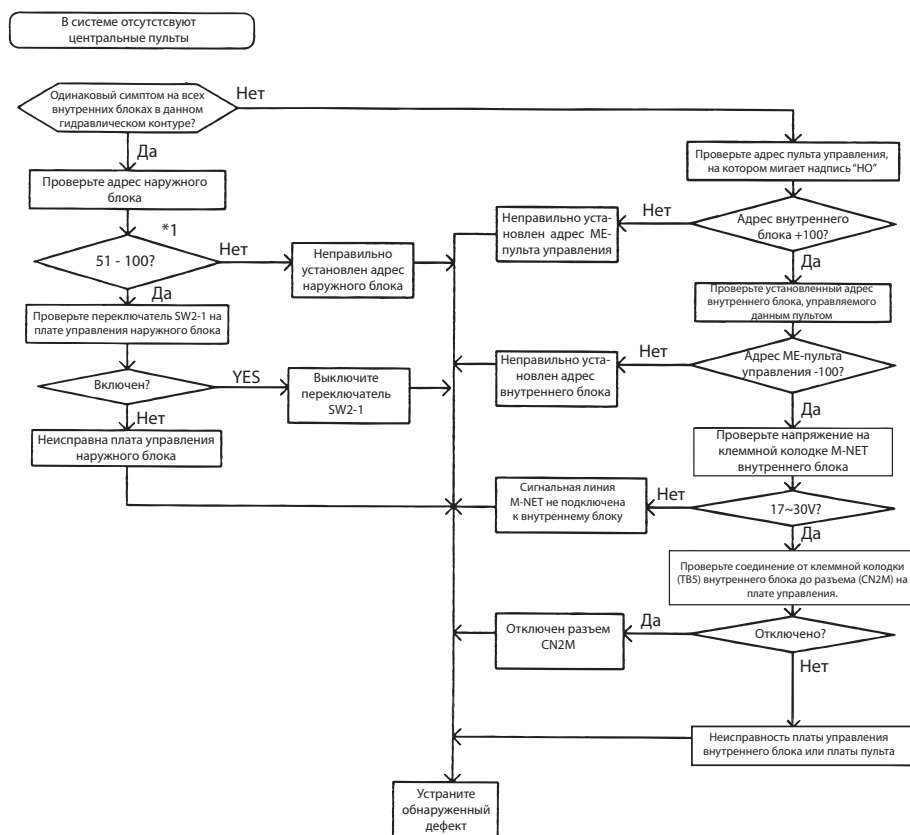 В системе отсутстсвуют
центральные пульты
Одинаковый симптом на всех
внутренних блоках в данном
гидравлическом контуре?
Нет
Да
Проверьте адрес наружного
блока
*1
51 - 100?
Нет
Неправильно
установлен адрес
наружного блока
Да
Проверьте переключатель SW2-1 на
плате управления наружного блока
Включен?
YES
Выключите
переключатель
SW2-1
Нет
Неисправна плата управления
наружного блока
Проверьте адрес пульта управления,
на котором мигает надпись "HO"
Адрес внутреннего
блока +100?
Нет
Неправильно уста-
новлен адрес МЕ-
пульта управления
Да
Проверьте установленный адрес
внутреннего блока, управляемого
данным пультом
Адрес МЕ-пульта
управления -100?
Нет
Неправильно уста-
новлен адрес
внутреннего блока
Да
Проверьте напряжение на
клеммной колодке M-NET
внутреннего блока
17~30V?
Нет
Сигнальная линия
M-NET не подключена
к внутреннему блоку
Да
Проверьте соединение от клеммной колодки
(TB5) внутреннего блока до разъема (CN2M) на
плате управления.
Отключено?
Да
Отключен разъем
CN2M
Нет
Неисправность платы управления
внутреннего блока или платы пульта
Устраните
обнаруженный
дефект